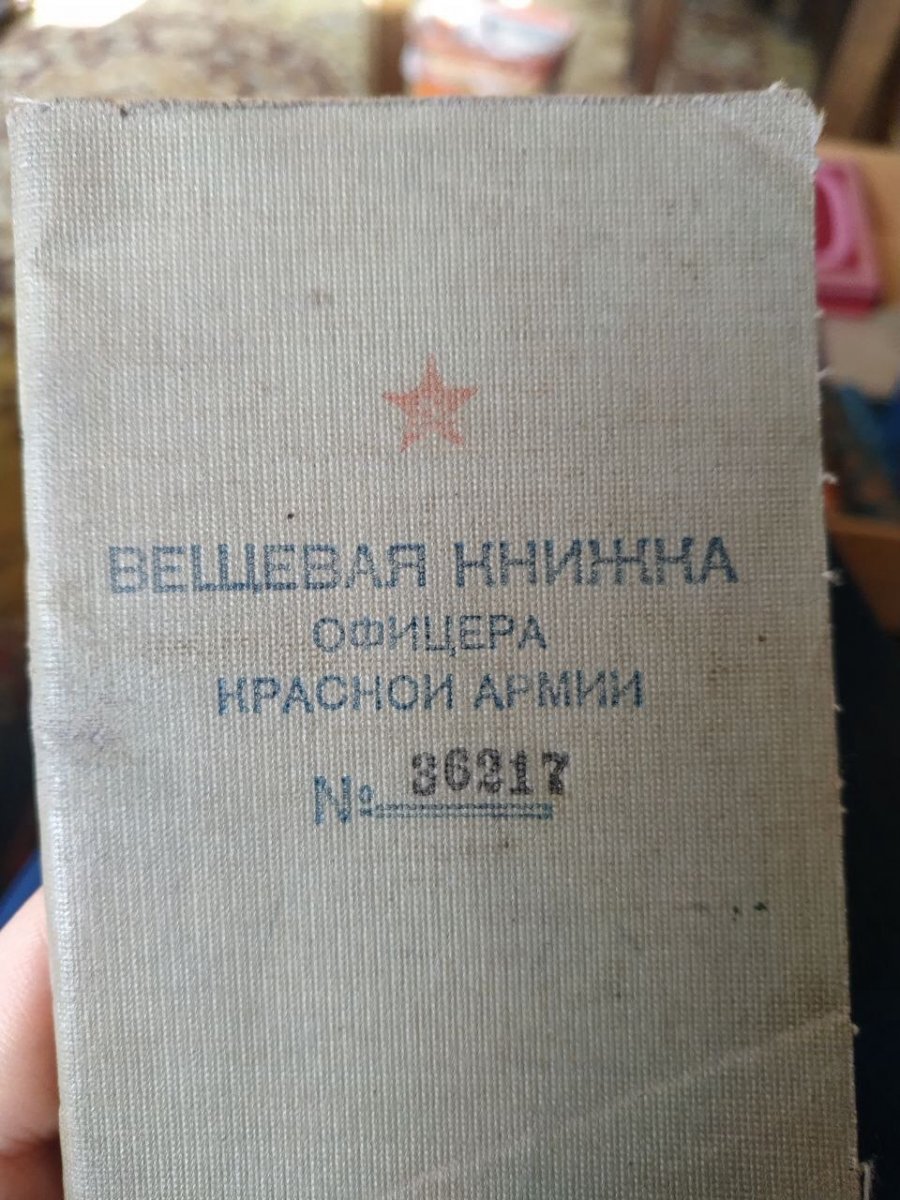 ВЕЩЕВАЯ КНИЖКА
ОФИЦЕРА
КРАСНОЙ АРМИИ
№ 36217